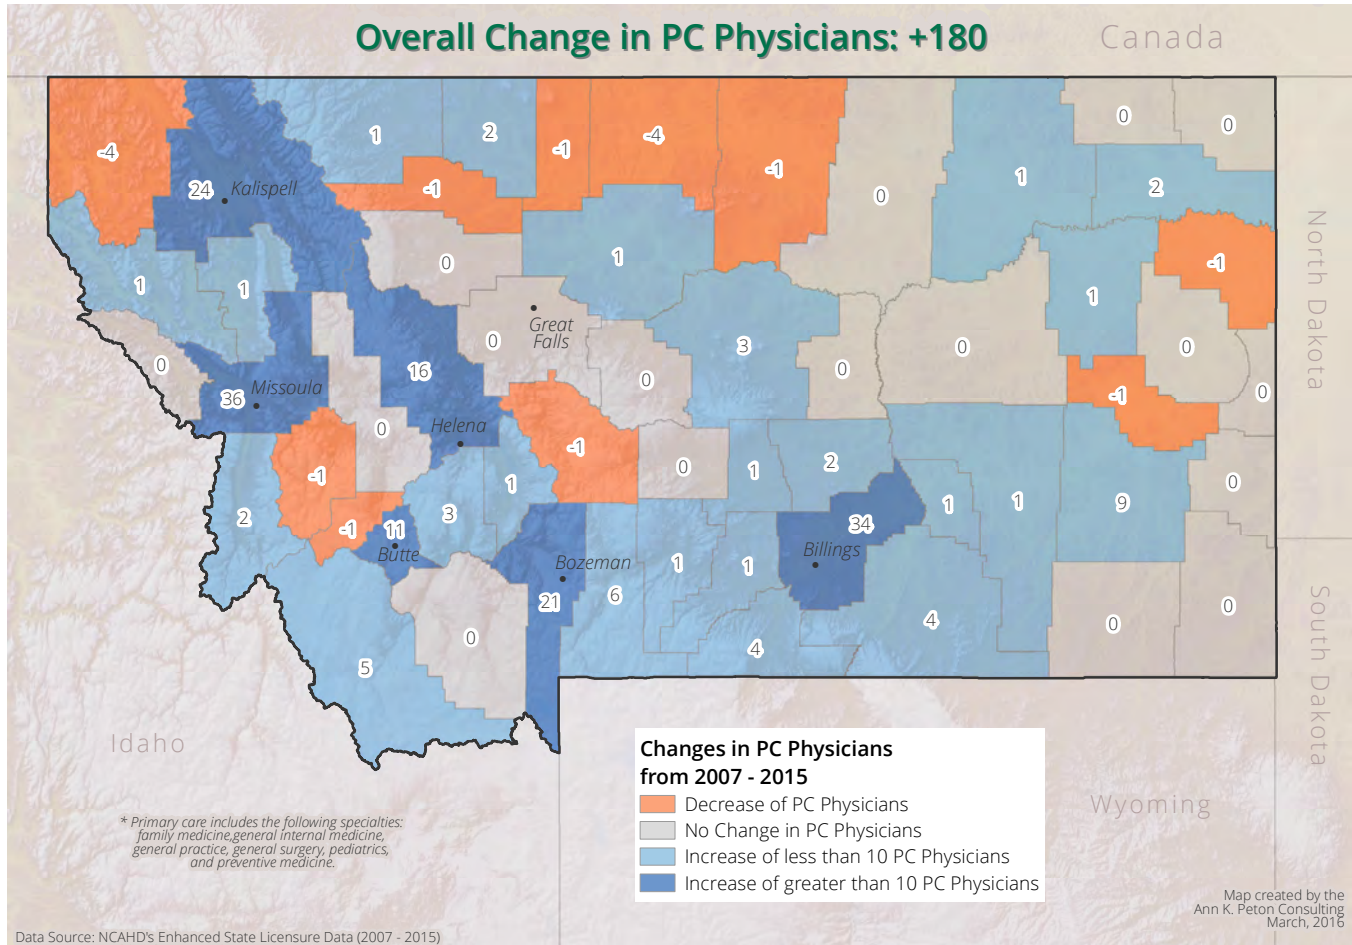 Overall Change in PC Physicians: +180
Canada
-4
24
Kalispell
1
2
-1
-4
-1
-1
0
1
0
0
2
1
1
0
1
-1
1
0
0
36
Missoula
16
0
Great
Falls
0
3
0
0
0
-1
0
North Dakota
Helena
-1
0
1
2
-1
0
2
-1
11
Butte
3
1
34
Billings
1
1
9
0
Bozeman
21
6
1
1
4
4
0
0
5
0
South Dakota
Idaho
Wyoming
Changes in PC Physicians
from 2007 - 2015
Decrease of PC Physicians
No Change in PC Physicians
Increase of less than 10 PC Physicians
Increase of greater than 10 PC Physicians
* Primary care includes the following specialties:
family medicine,general internal medicine,
general practice, general surgery, pediatrics,
and preventive medicine.
Map created by the
Ann K. Peton Consulting
March, 2016
Data Source: NCAHD's Enhanced State Licensure Data (2007 - 2015)